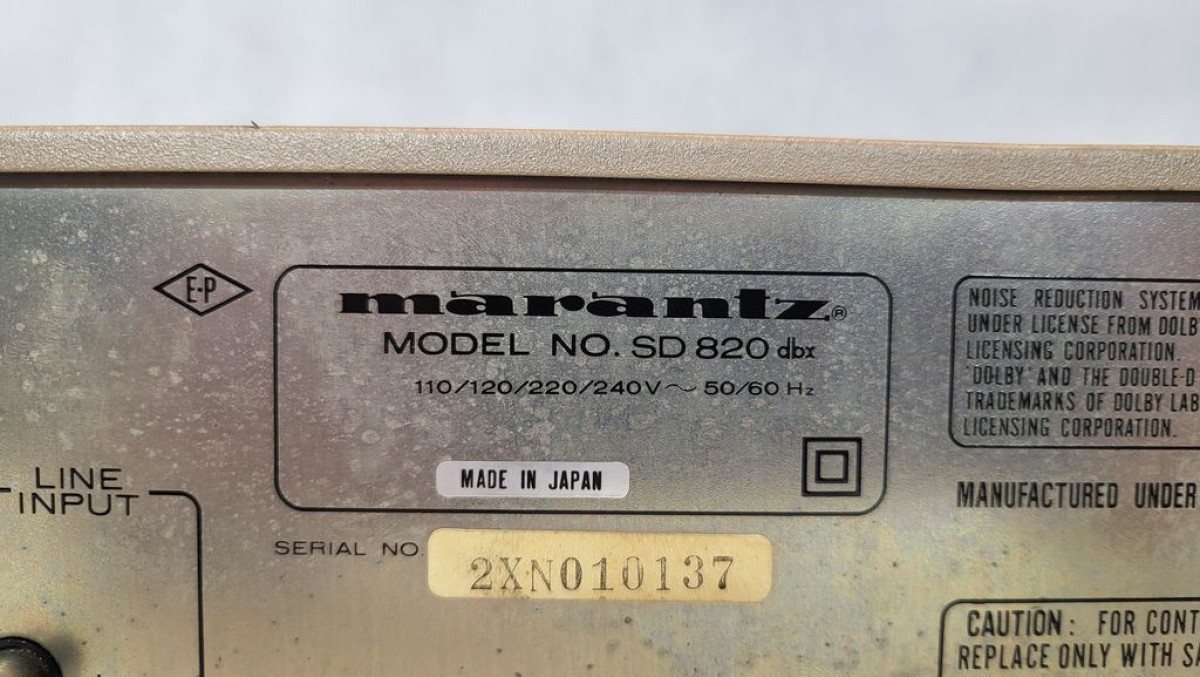 E-P
marantz®
MODEL NO. SD 820 dbx
110/120/220/240V ~ 50/60 Hz
MADE IN JAPAN
SERIAL NO.
2XN010137
LINE
INPUT
NOISE REDUCTION SYSTEM
UNDER LICENSE FROM DOLB
LICENSING CORPORATION.
'DOLBY' AND THE DOUBLE-D
TRADEMARKS OF DOLBY LAB
LICENSING CORPORATION.
MANUFACTURED UNDER
CAUTION: FOR CONT
REPLACE ONLY WITH SA